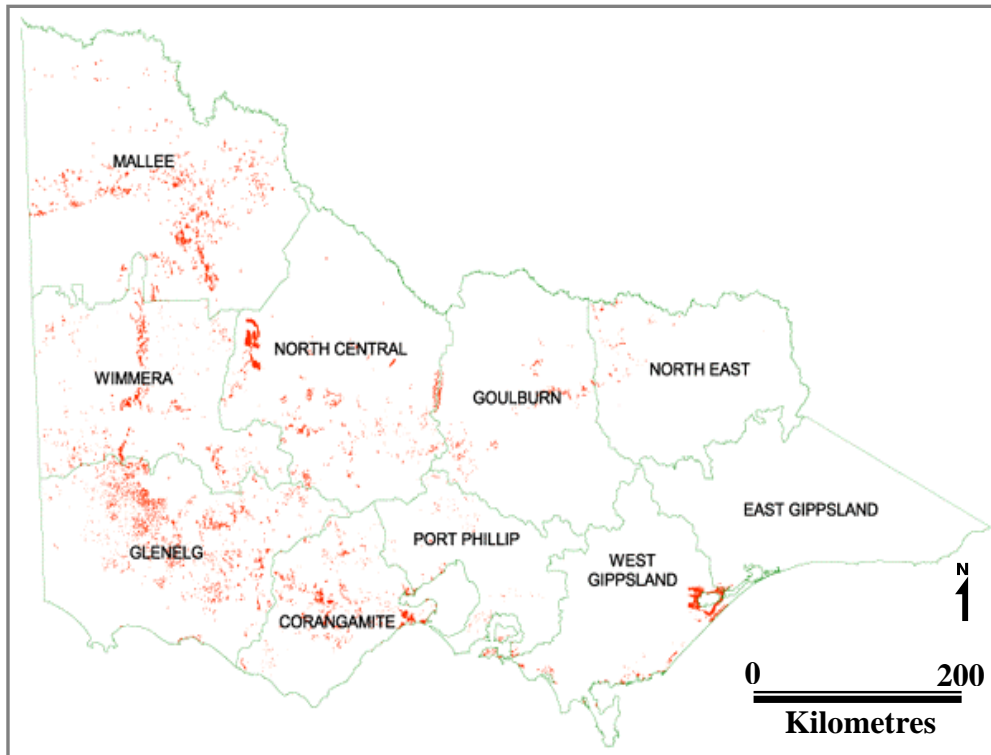 MALLEE
NORTH CENTRAL
WIMMERA
GOULBURN
NORTH EAST
EAST GIPPSLAND
PORT PHILLIP
GLENELG
WEST
GIPPSLAND
CORANGAMITE
N
0 200
Kilometres